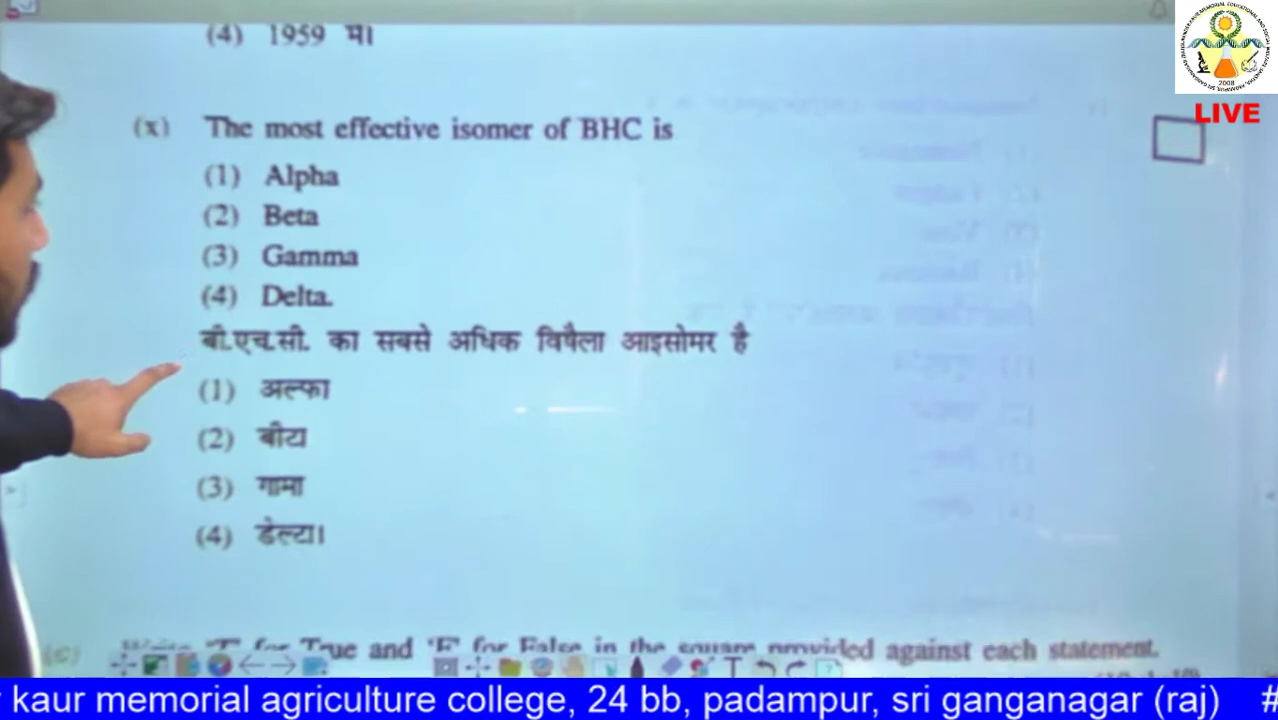 (4) 1959 में।
LIVE
(x) The most effective isomer of BHC is
(1) Alpha
(2) Beta
(3) Gamma
(4) Delta.
बी.एच.सी. का सबसे अधिक विषैला आइसोमर है
(1) अल्फा
(2) बीटा
(3) गामा
(4) डेल्टा।
(C) Write 'T' for True and 'F' for False in the square provided against each statement.
kaur memorial agriculture college, 24 bb, padampur, sri ganganagar (raj) #
2008